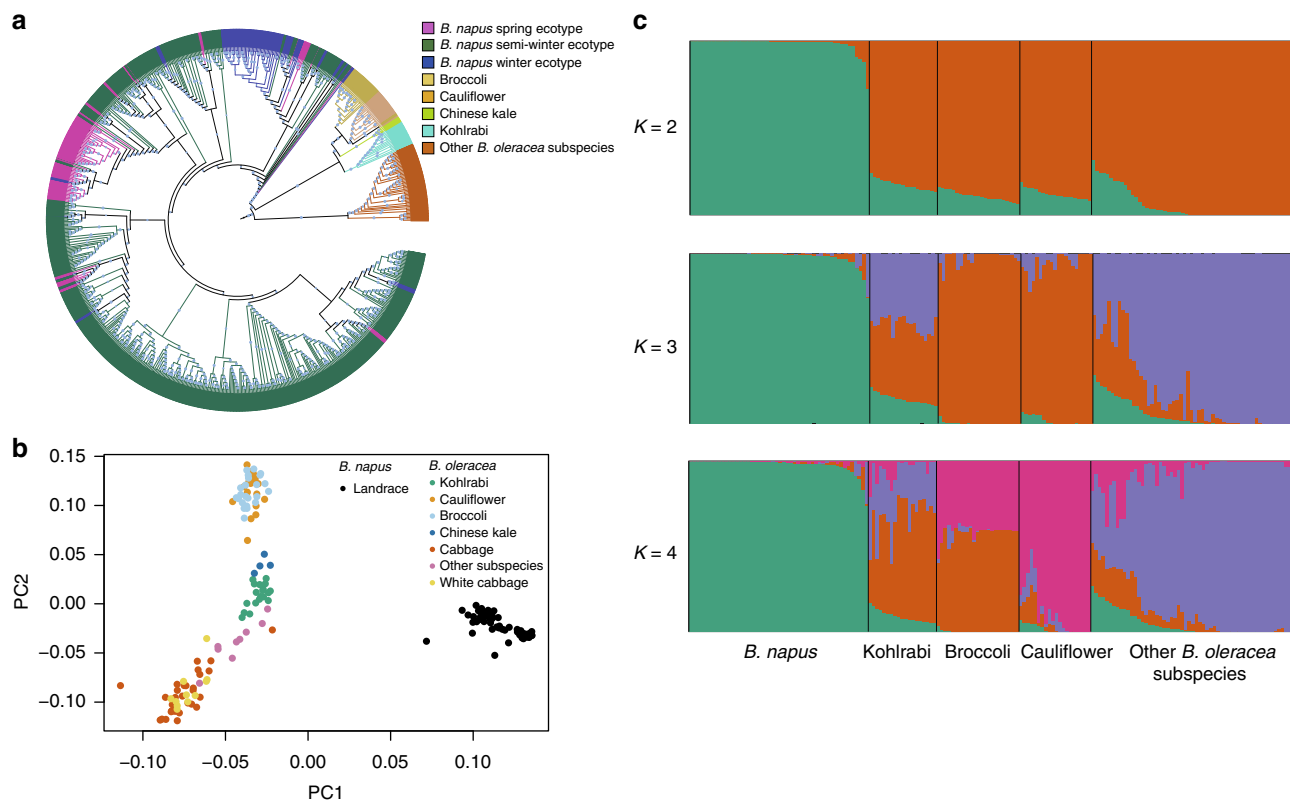 a
B. napus spring ecotype
B. napus semi-winter ecotype
B. napus winter ecotype
Broccoli
Cauliflower
Chinese kale
Kohlrabi
Other B. oleracea subspecies
b
0.15
0.10
0.05
0.00
−0.05
−0.10
PC2
−0.10
−0.05
0.00
0.05
0.10
PC1
B. napus
Landrace
B. oleracea
Kohlrabi
Cauliflower
Broccoli
Chinese kale
Cabbage
Other subspecies
White cabbage
c
K = 2
K = 3
K = 4
B. napus
Kohlrabi
Broccoli
Cauliflower
Other B. oleracea
subspecies